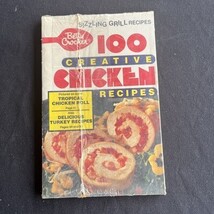 SIZZLING GRILL RECIPES
Betty Crocker
100
CREATIVE
CHICKEN
RECIPES
TROPICAL
CHICKEN ROLL
DELICIOUS
TURKEY RECIPES